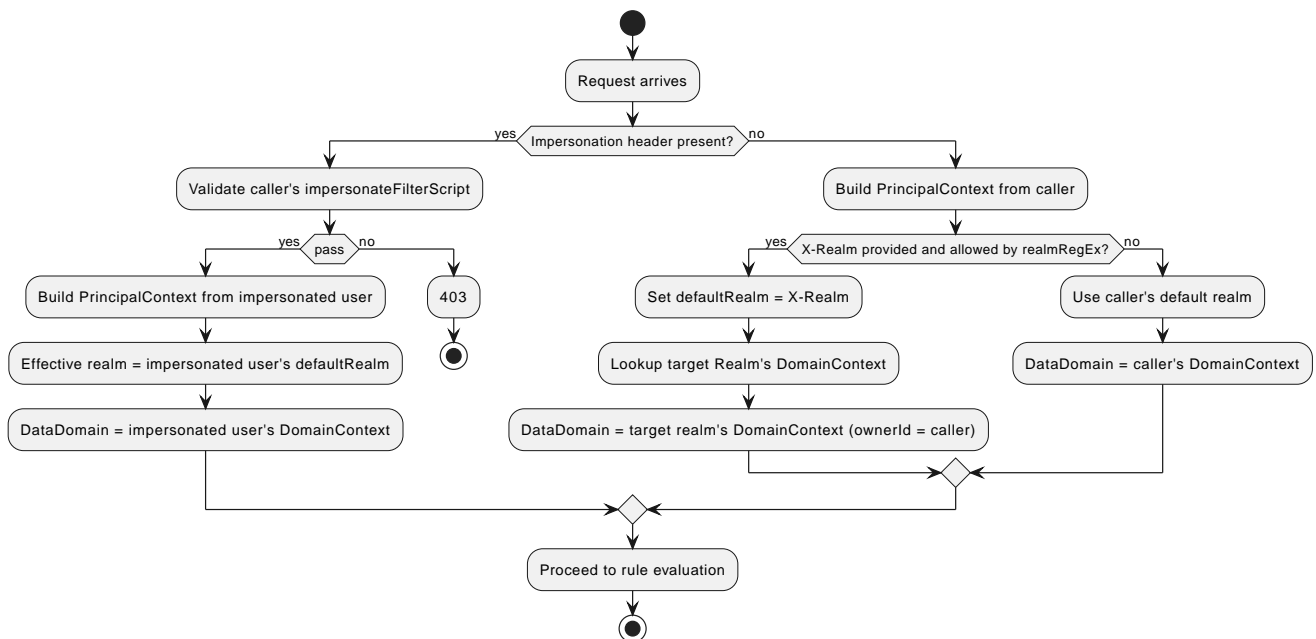 Request arrives
yes
Impersonation header present?
no
Validate caller's impersonateFilterScript
Build PrincipalContext from caller
yes
pass
no
yes
X-Realm provided and allowed by realmRegEx?
no
Build PrincipalContext from impersonated user
403
Set defaultRealm = X-Realm
Use caller's default realm
Effective realm = impersonated user's defaultRealm
Lookup target Realm's DomainContext
DataDomain = caller's DomainContext
DataDomain = impersonated user's DomainContext
DataDomain = target realm's DomainContext (ownerId = caller)
Proceed to rule evaluation